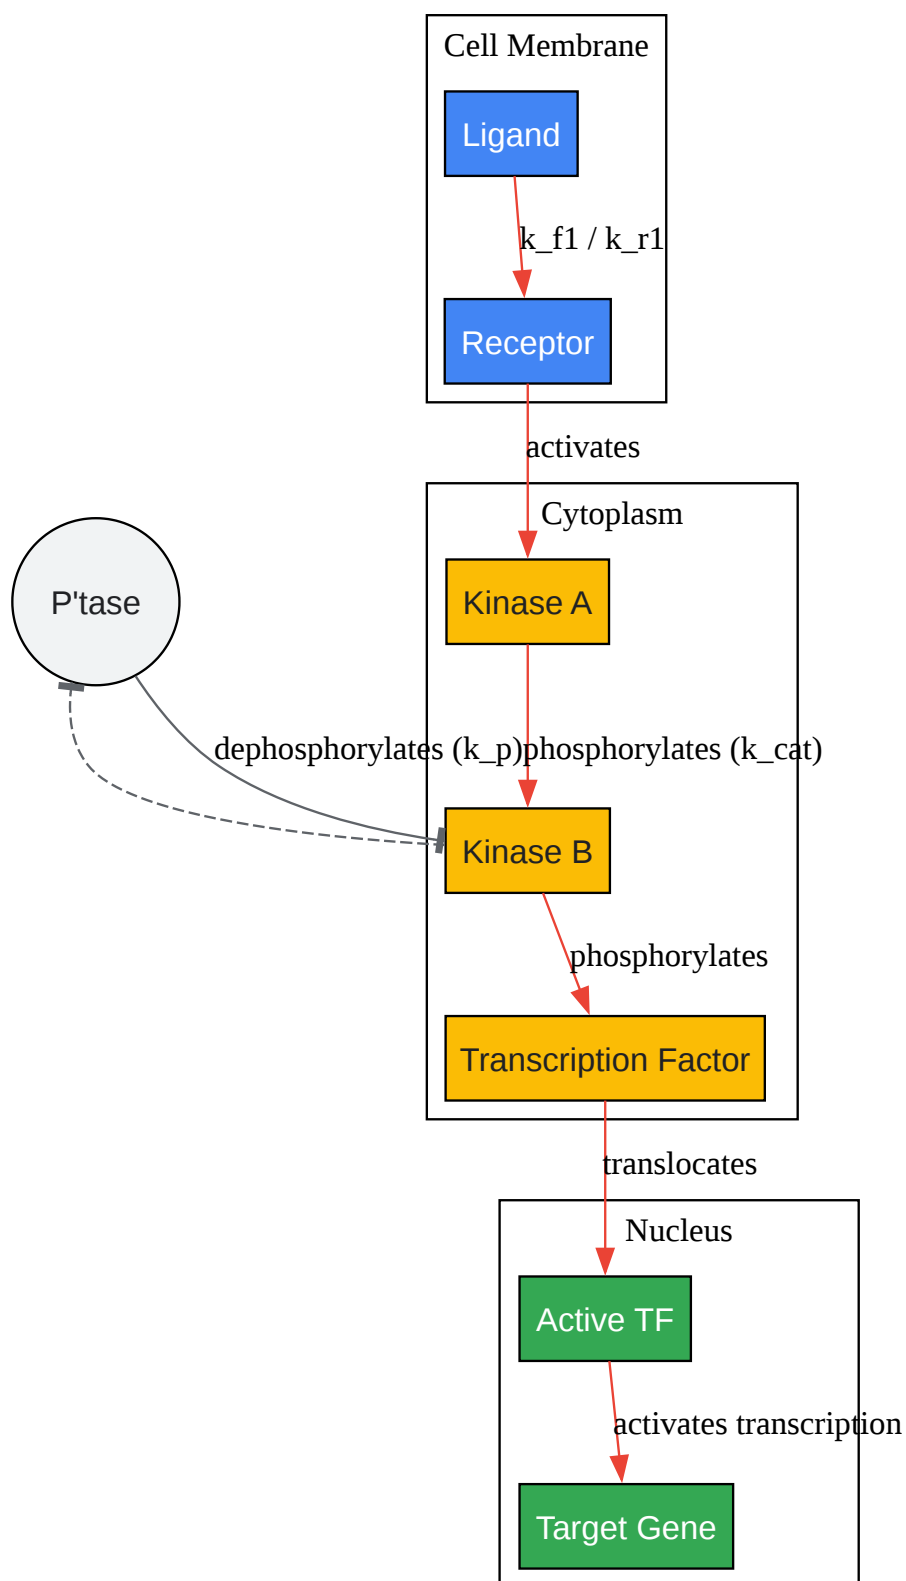 Cell Membrane
Ligand
k_f1 / k_r1
Receptor
activates
Cytoplasm
P'tase
Kinase A
dephosphorylates (k_p)
phosphorylates (k_cat)
Kinase B
phosphorylates
Transcription Factor
translocates
Nucleus
Active TF
activates transcription
Target Gene